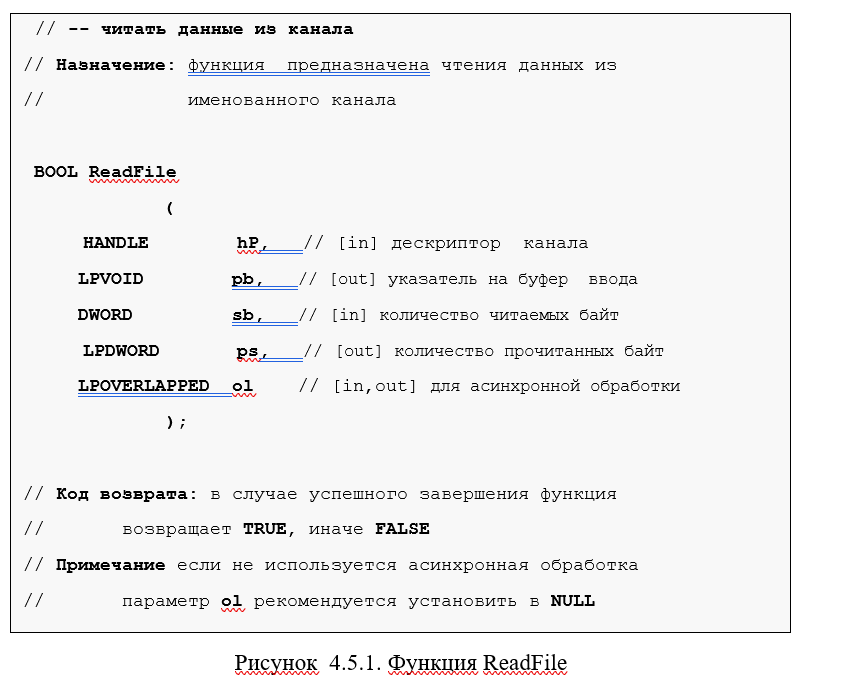 // -- читать данные из канала
// Назначение: функция предназначена чтения данных из
// именованного канала
BOOL ReadFile
(
HANDLE hP, // [in] дескриптор канала
LPVOID pb, // [out] указатель на буфер ввода
DWORD sb, // [in] количество читаемых байт
LPDWORD ps, // [out] количество прочитанных байт
LPOVERLAPPED ol // [in,out] для асинхронной обработки
);
// Код возврата: в случае успешного завершения функция
// возвращает TRUE, иначе FALSE
// Примечание если не используется асинхронная обработка
// параметр ol рекомендуется установить в NULL
Рисунок 4.5.1. Функция ReadFile